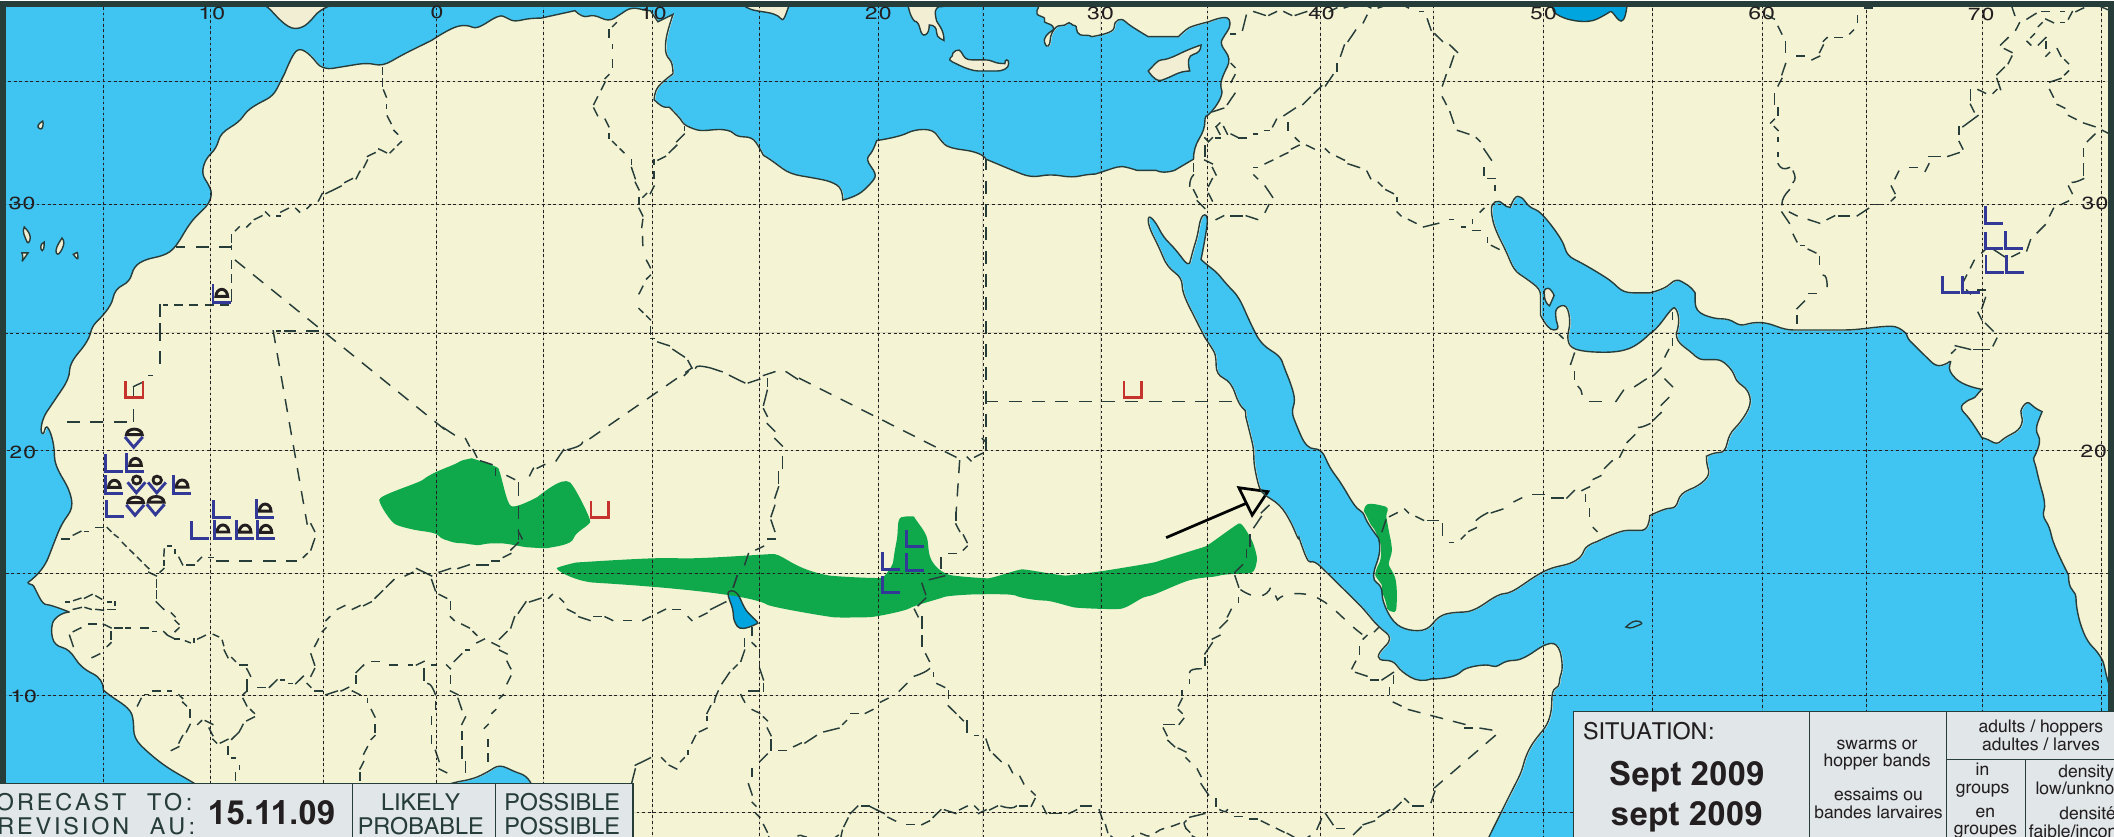 10 0 10 20 30 40 50 60 70
30 30
20 20
10
SITUATION:
Sept 2009
sept 2009
swarms or
hopper bands
essaims ou
bandes larvaires
adults / hoppers
adultes / larves
in
groups
en
groupes
density
low/unkno
densité
faible/incor
ORECAST TO:
REVISION AU:
15.11.09
LIKELY
PROBABLE
POSSIBLE
POSSIBLE